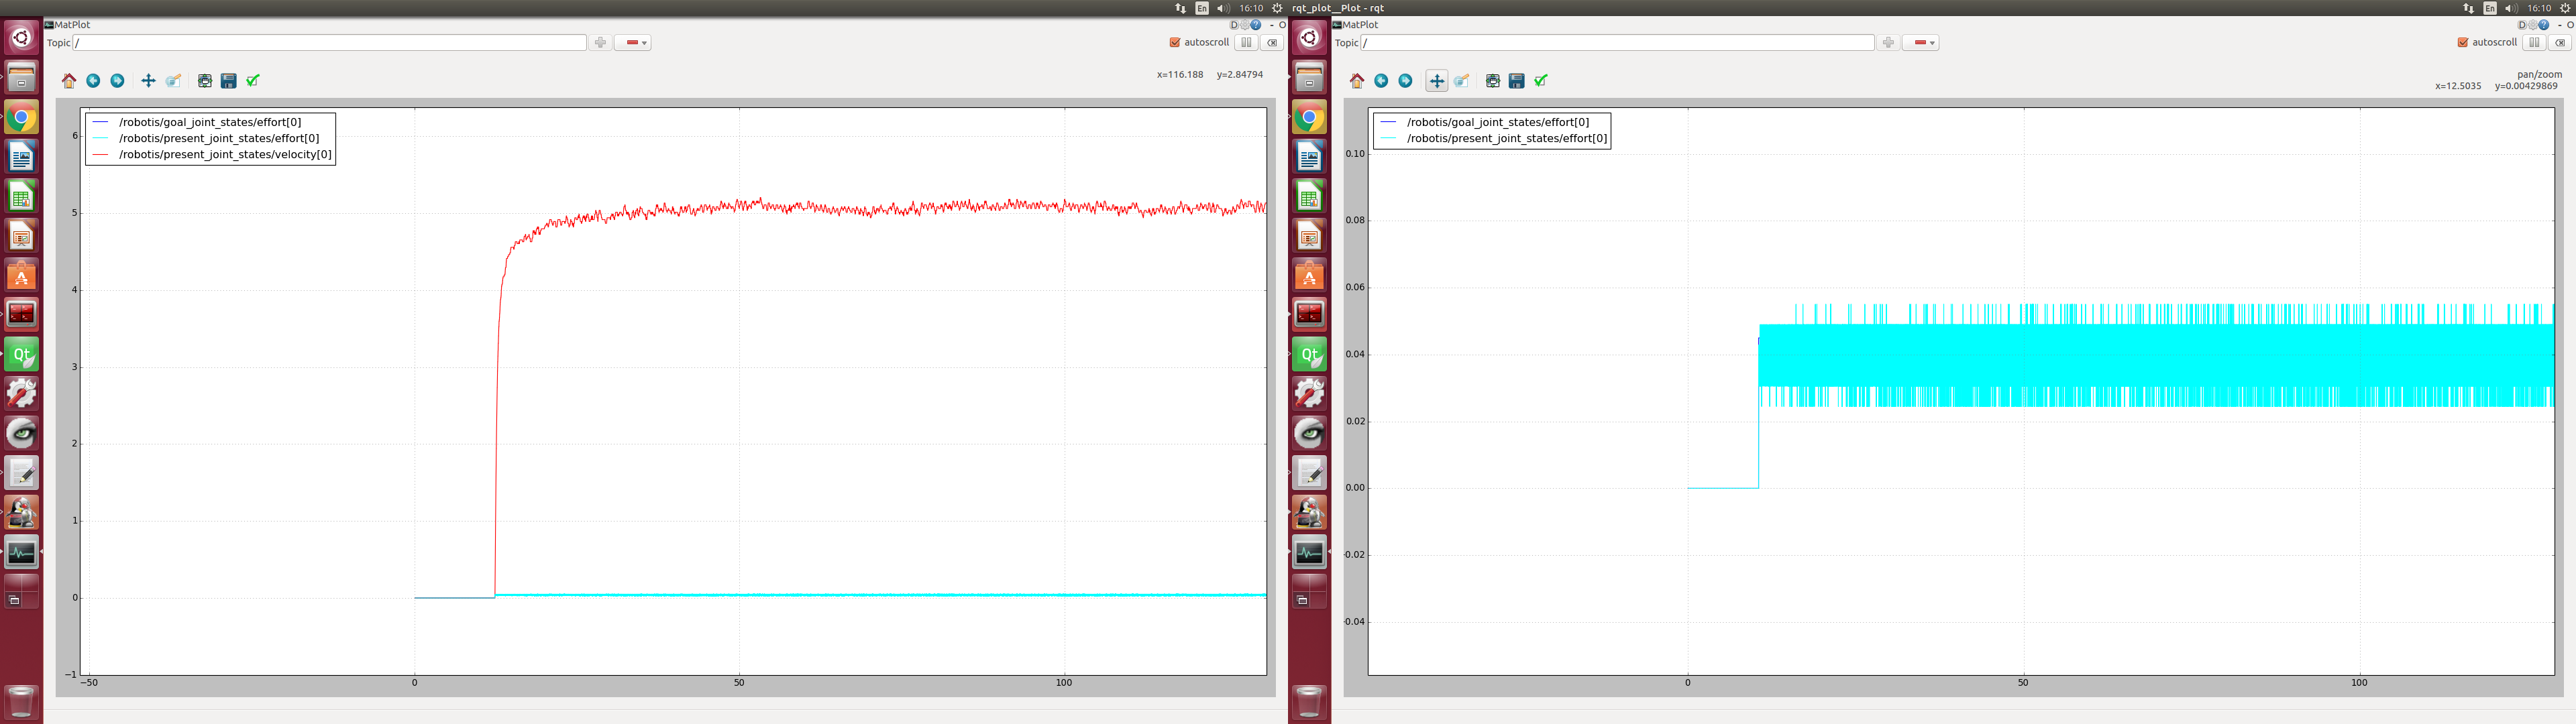 En 16:10
MatPlot D - O
Topic / autoscroll
x=116.188 y=2.84794
/robotis/goal_joint_states/effort[0]
/robotis/present_joint_states/effort[0]
/robotis/present_joint_states/velocity[0]
6
5
4
3
2
1
0
−1
−50 0 50 100
Qt
rqt_plot__Plot - rqt En 16:10
MatPlot D - O
Topic / autoscroll
pan/zoom
x=12.5035 y=0.00429869
/robotis/goal_joint_states/effort[0]
/robotis/present_joint_states/effort[0]
0.10
0.08
0.06
0.04
0.02
0.00
-0.02
-0.04
0 50 100
Qt